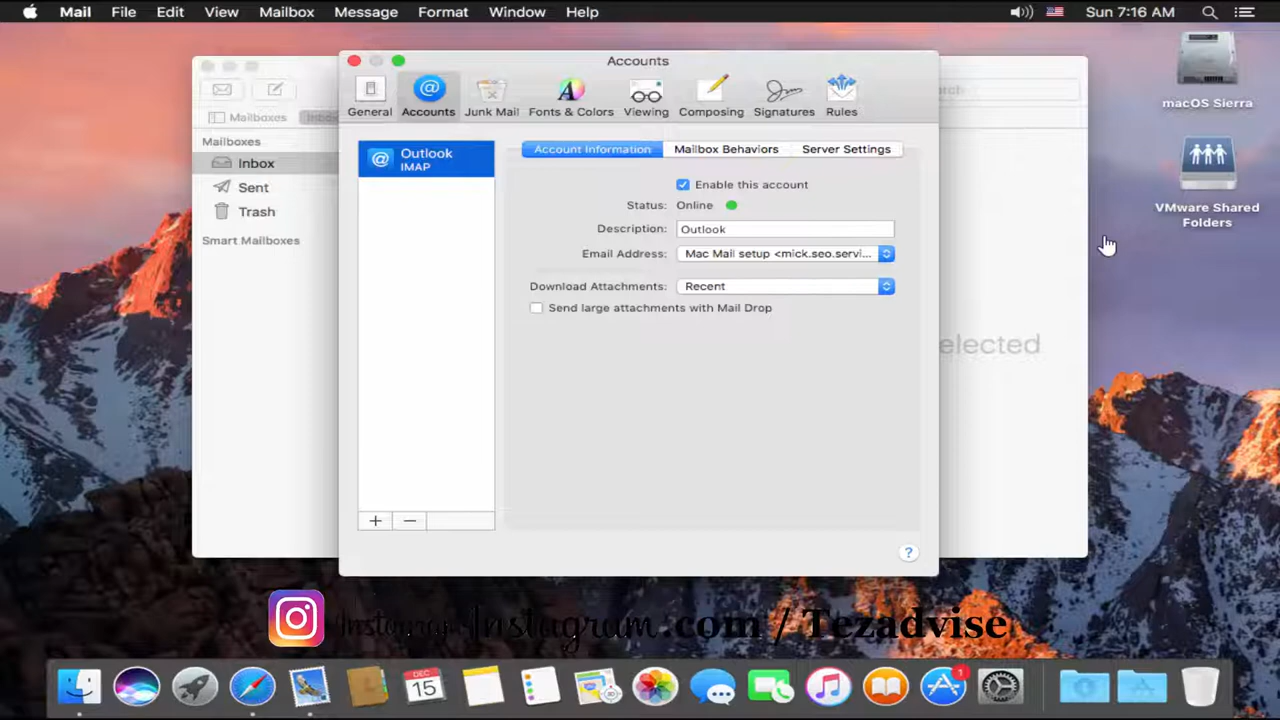 Mail File Edit View Mailbox Message Format Window Help Sun 7:16 AM
Accounts
General Accounts Junk Mail Fonts & Colors Viewing Composing Signatures Rules
macOS Sierra
VMware Shared
Folders
Mailboxes
Mailboxes
Inbox
Sent
Trash
Smart Mailboxes
@ Outlook
IMAP
Account Information Mailbox Behaviors Server Settings
Enable this account
Status: Online
Description: Outlook
Email Address: Mac Mail setup <mick.seo.servi...
Download Attachments: Recent
Send large attachments with Mail Drop
elected
+ −
?
Instagram.com / Tezadvise
DEC
15
1